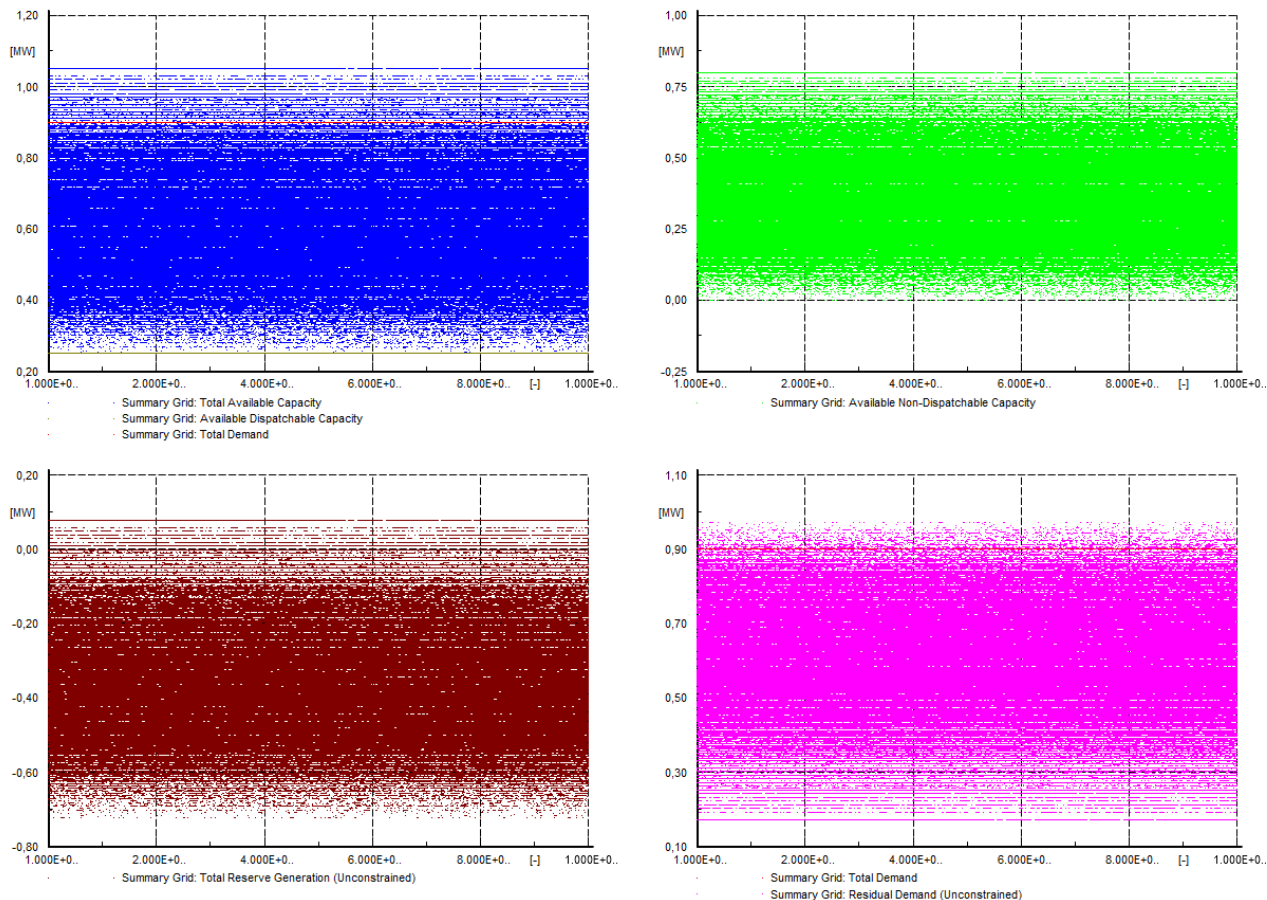 1,20
[MW]
1,00
0,80
0,60
0,40
0,20
1.000E+0..
2.000E+0..
4.000E+0..
6.000E+0..
8.000E+0..
[-]
1.000E+0..
Summary Grid: Total Available Capacity
Summary Grid: Available Dispatchable Capacity
Summary Grid: Total Demand
1,00
[MW]
0,75
0,50
0,25
0,00
-0,25
1.000E+0..
2.000E+0..
4.000E+0..
6.000E+0..
8.000E+0..
[-]
1.000E+0..
Summary Grid: Available Non-Dispatchable Capacity
0,20
[MW]
0,00
-0,20
-0,40
-0,60
-0,80
1.000E+0..
2.000E+0..
4.000E+0..
6.000E+0..
8.000E+0..
[-]
1.000E+0..
Summary Grid: Total Reserve Generation (Unconstrained)
1,10
[MW]
0,90
0,70
0,50
0,30
0,10
1.000E+0..
2.000E+0..
4.000E+0..
6.000E+0..
8.000E+0..
[-]
1.000E+0..
Summary Grid: Total Demand
Summary Grid: Residual Demand (Unconstrained)